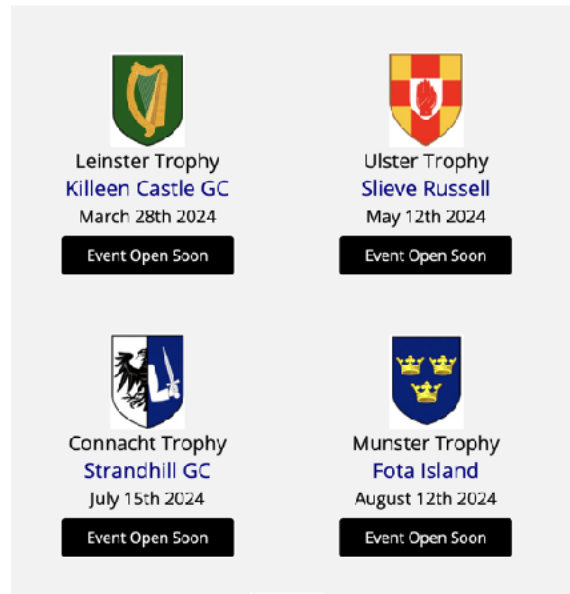 Leinster Trophy
Killeen Castle GC
March 28th 2024
Event Open Soon
Ulster Trophy
Slieve Russell
May 12th 2024
Event Open Soon
Connacht Trophy
Strandhill GC
July 15th 2024
Event Open Soon
Munster Trophy
Fota Island
August 12th 2024
Event Open Soon